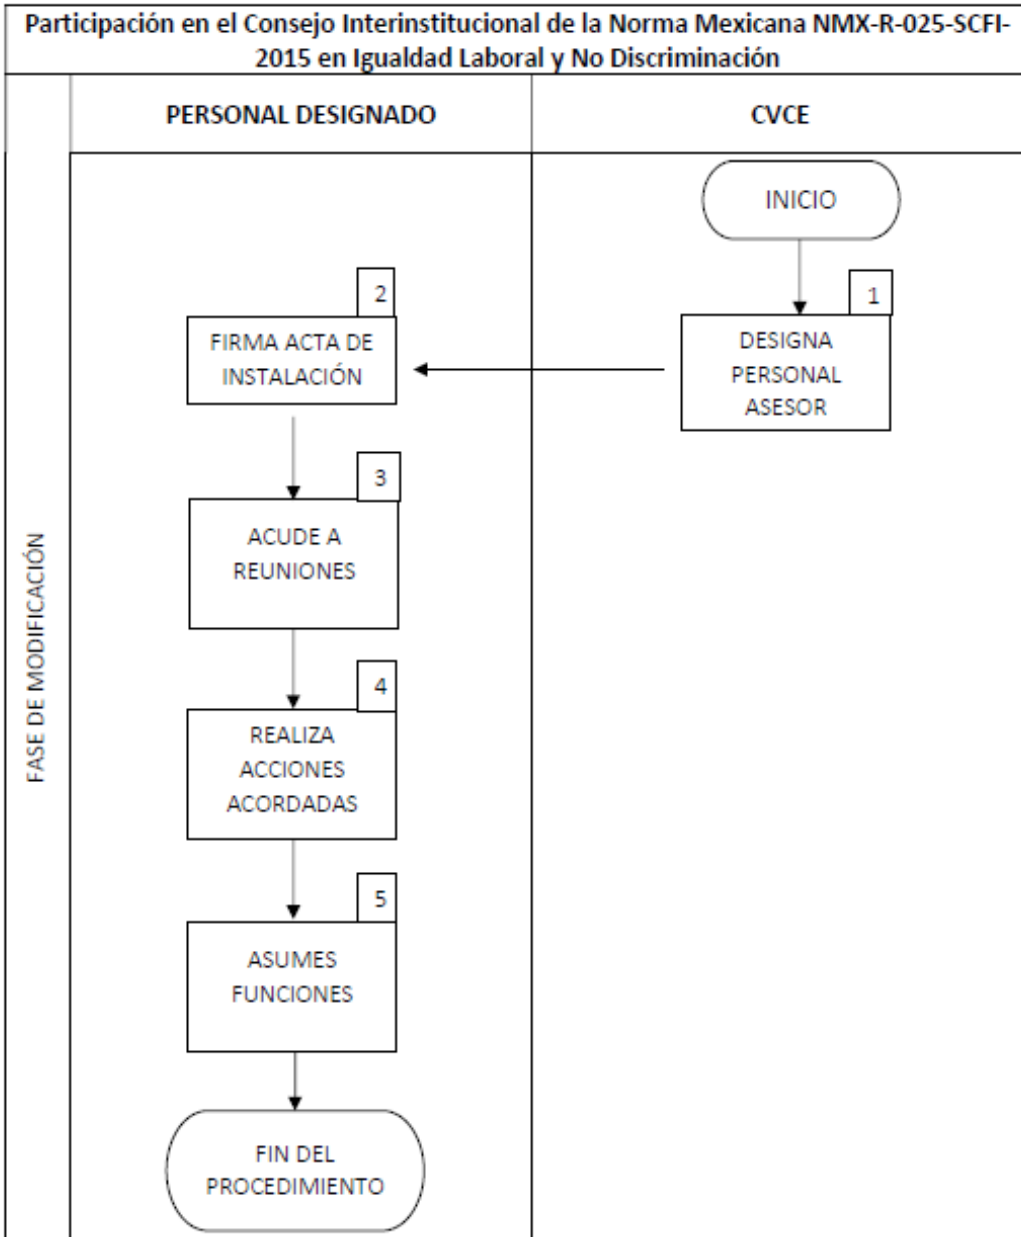 Participación en el Consejo Interinstitucional de la Norma Mexicana NMX-R-025-SCFI-
2015 en Igualdad Laboral y No Discriminación
PERSONAL DESIGNADO
CVCE
FASE DE MODIFICACIÓN
INICIO
1
DESIGNA
PERSONAL
ASESOR
2
FIRMA ACTA DE
INSTALACIÓN
3
ACUDE A
REUNIONES
4
REALIZA
ACCIONES
ACORDADAS
5
ASUMES
FUNCIONES
FIN DEL
PROCEDIMIENTO